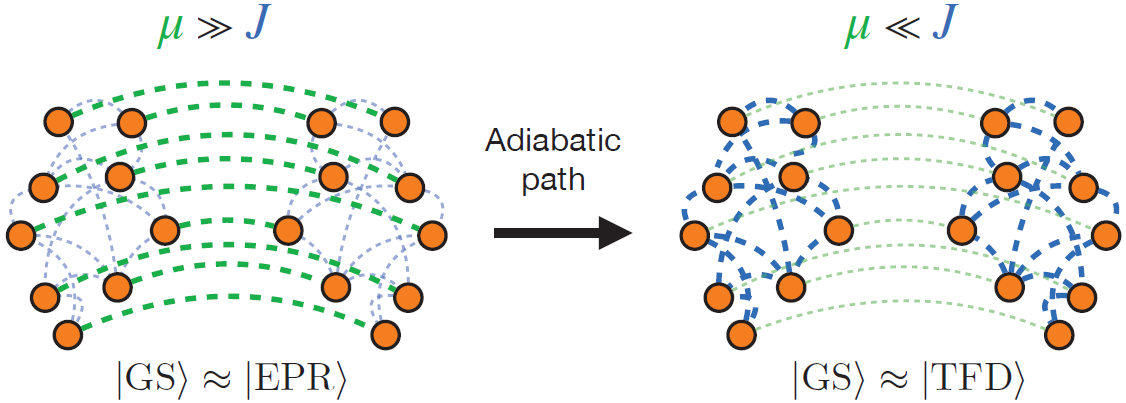 μ ≫ J
μ ≪ J
Adiabatic
path
|GS⟩ ≈ |EPR⟩
|GS⟩ ≈ |TFD⟩